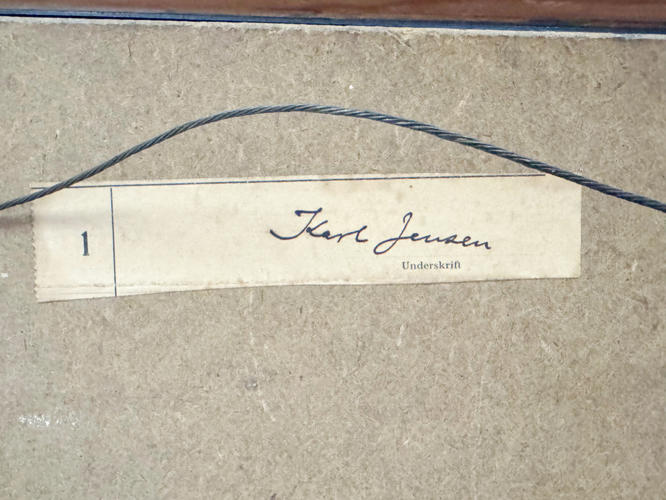 1
Karl Jensen
Underskrift